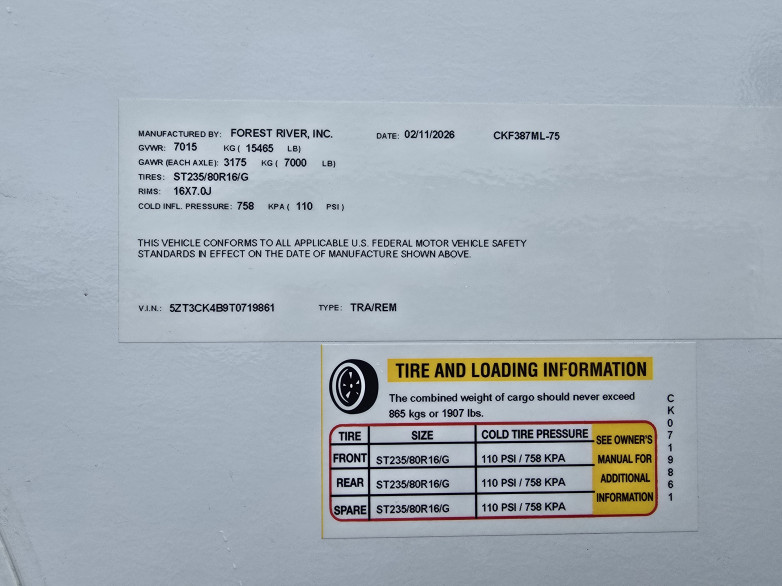 MANUFACTURED BY: FOREST RIVER, INC. DATE: 02/11/2026 CKF387ML-75
GVWR: 7015 KG ( 15465 LB)
GAWR (EACH AXLE): 3175 KG ( 7000 LB)
TIRES: ST235/80R16/G
RIMS: 16X7.0J
COLD INFL. PRESSURE: 758 KPA ( 110 PSI )
THIS VEHICLE CONFORMS TO ALL APPLICABLE U.S. FEDERAL MOTOR VEHICLE SAFETY
STANDARDS IN EFFECT ON THE DATE OF MANUFACTURE SHOWN ABOVE.
V.I.N.: 5ZT3CK4B9T0719861 TYPE: TRA/REM
TIRE AND LOADING INFORMATION
The combined weight of cargo should never exceed
865 kgs or 1907 lbs.
TIRE SIZE COLD TIRE PRESSURE
FRONT ST235/80R16/G 110 PSI / 758 KPA
REAR ST235/80R16/G 110 PSI / 758 KPA
SPARE ST235/80R16/G 110 PSI / 758 KPA
SEE OWNER'S
MANUAL FOR
ADDITIONAL
INFORMATION
CK0719861